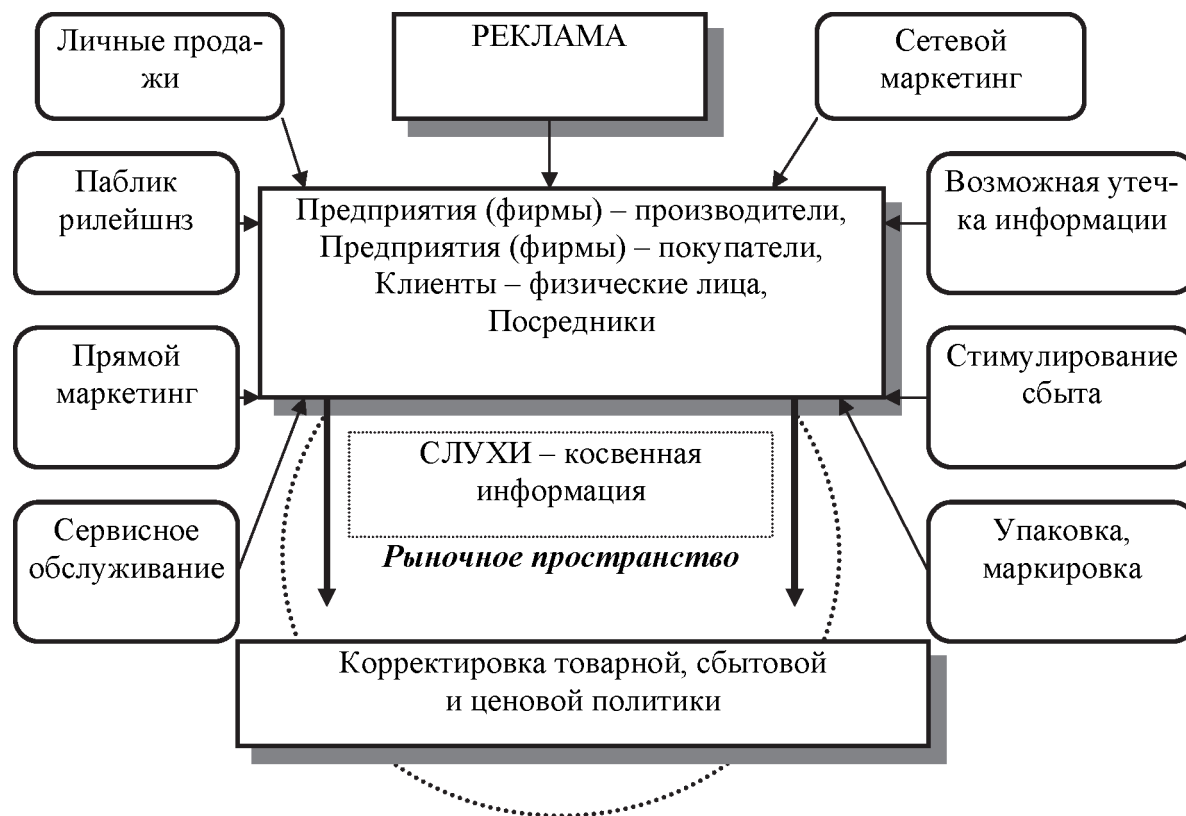 Личные прода-
жи
РЕКЛАМА
Сетевой
маркетинг
Паблик
рилейшнз
Предприятия (фирмы) – производители,
Предприятия (фирмы) – покупатели,
Клиенты – физические лица,
Посредники
Возможная утеч-
ка информации
Прямой
маркетинг
Стимулирование
сбыта
СЛУХИ – косвенная
информация
Рыночное пространство
Сервисное
обслуживание
Упаковка,
маркировка
Корректировка товарной, сбытовой
и ценовой политики